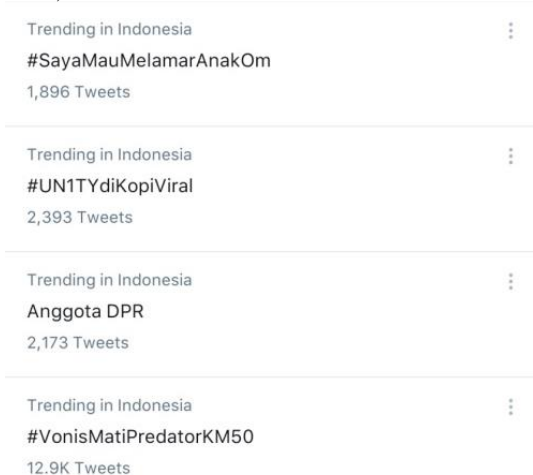 Trending in Indonesia
#SayaMauMelamarAnakOm
1,896 Tweets
Trending in Indonesia
#UN1TYdiKopiViral
2,393 Tweets
Trending in Indonesia
Anggota DPR
2,173 Tweets
Trending in Indonesia
#VonisMatiPredatorKM50
12.9K Tweets